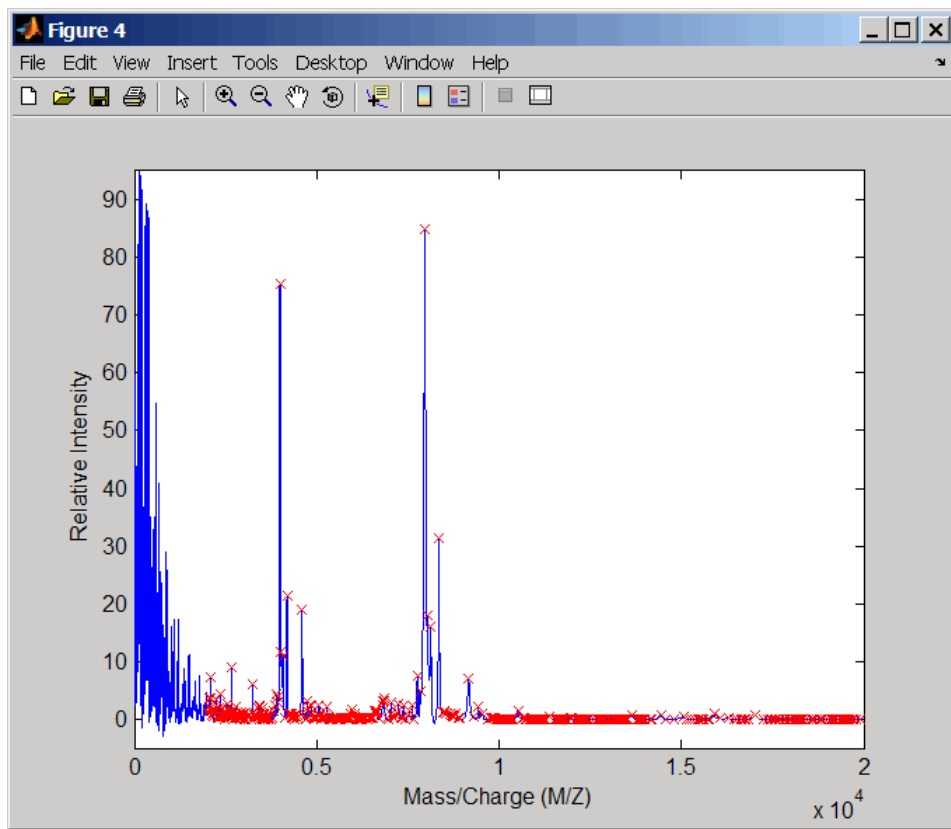 Figure 4
File Edit View Insert Tools Desktop Window Help
90
80
70
60
50
40
30
20
10
0
Relative Intensity
0 0.5 1 1.5 2
Mass/Charge (M/Z)
x 10^4